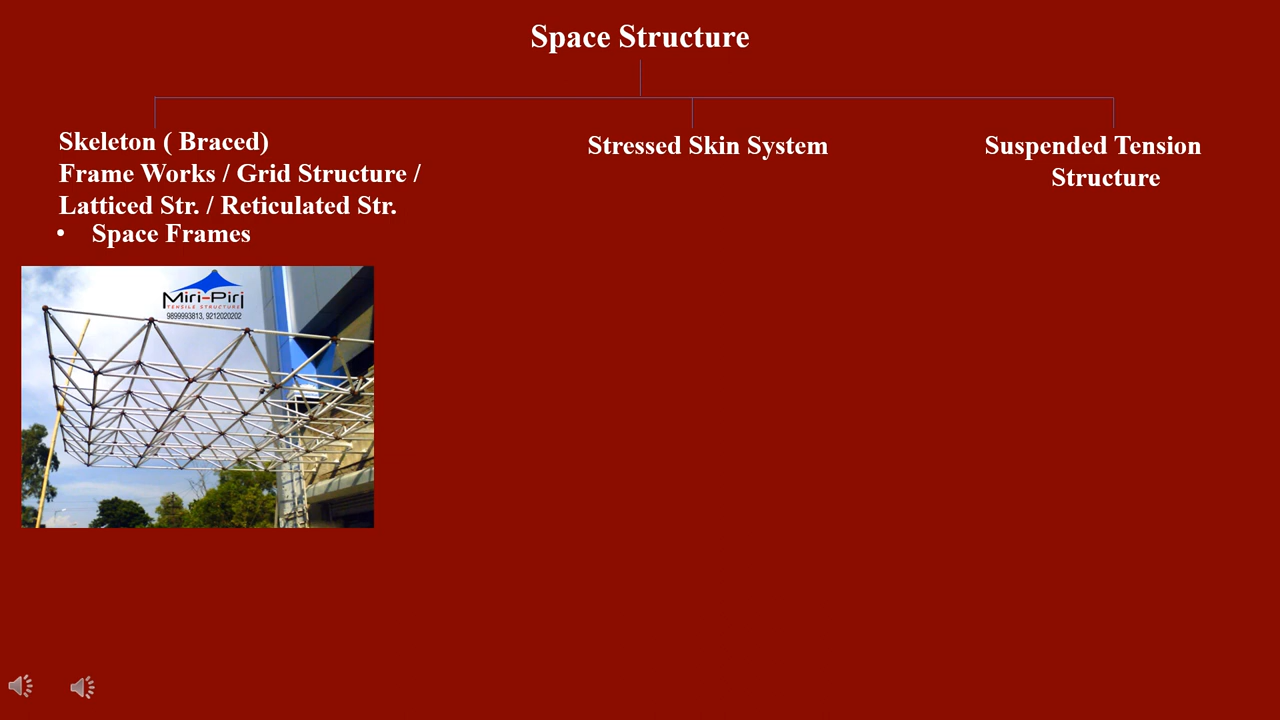 Space Structure
Skeleton ( Braced)
Frame Works / Grid Structure /
Latticed Str. / Reticulated Str.
• Space Frames
Stressed Skin System
Suspended Tension
Structure
Miri-Piri
TENSILE STRUCTURE
9899993813, 9212020202